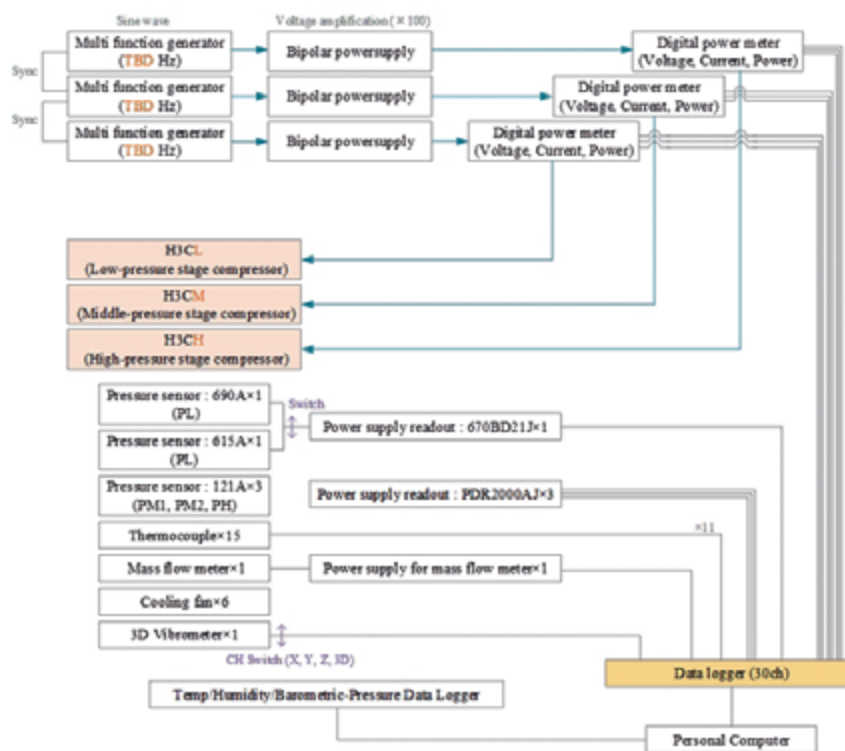 Sine wave
Voltage amplification (×100)
Multi function generator
(TBD Hz)
Bipolar powersupply
Digital power meter
(Voltage, Current, Power)
Sync
Multi function generator
(TBD Hz)
Bipolar powersupply
Digital power meter
(Voltage, Current, Power)
Sync
Multi function generator
(TBD Hz)
Bipolar powersupply
Digital power meter
(Voltage, Current, Power)
H3CL
(Low-pressure stage compressor)
H3CM
(Middle-pressure stage compressor)
H3CH
(High-pressure stage compressor)
Pressure sensor : 690A×1
(PL)
Switch
Power supply readout : 670BD21J×1
Pressure sensor : 615A×1
(PL)
Pressure sensor : 121A×3
(PM1, PM2, PH)
Power supply readout : PDR2000AJ×3
Thermocouple×15
×11
Mass flow meter×1
Power supply for mass flow meter×1
Cooling fan×6
3D Vibrometer×1
CH Switch (X, Y, Z, 3D)
Data logger (30ch)
Temp/Humidity/Barometric-Pressure Data Logger
Personal Computer